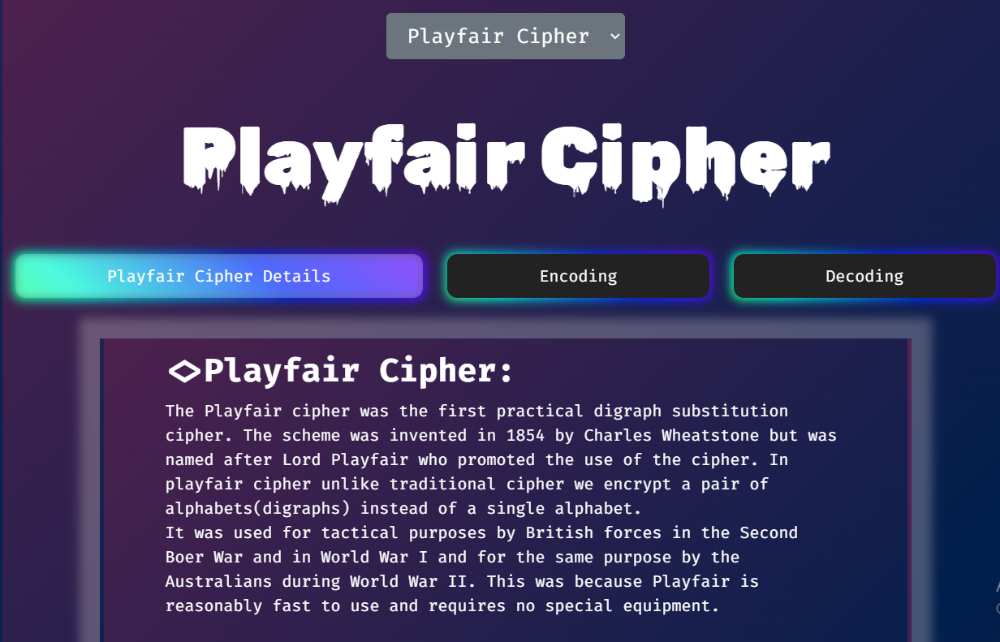 Playfair Cipher
Playfair Cipher
Playfair Cipher Details
Encoding
Decoding
<>Playfair Cipher:
The Playfair cipher was the first practical digraph substitution
cipher. The scheme was invented in 1854 by Charles Wheatstone but was
named after Lord Playfair who promoted the use of the cipher. In
playfair cipher unlike traditional cipher we encrypt a pair of
alphabets(digraphs) instead of a single alphabet.
It was used for tactical purposes by British forces in the Second
Boer War and in World War I and for the same purpose by the
Australians during World War II. This was because Playfair is
reasonably fast to use and requires no special equipment.